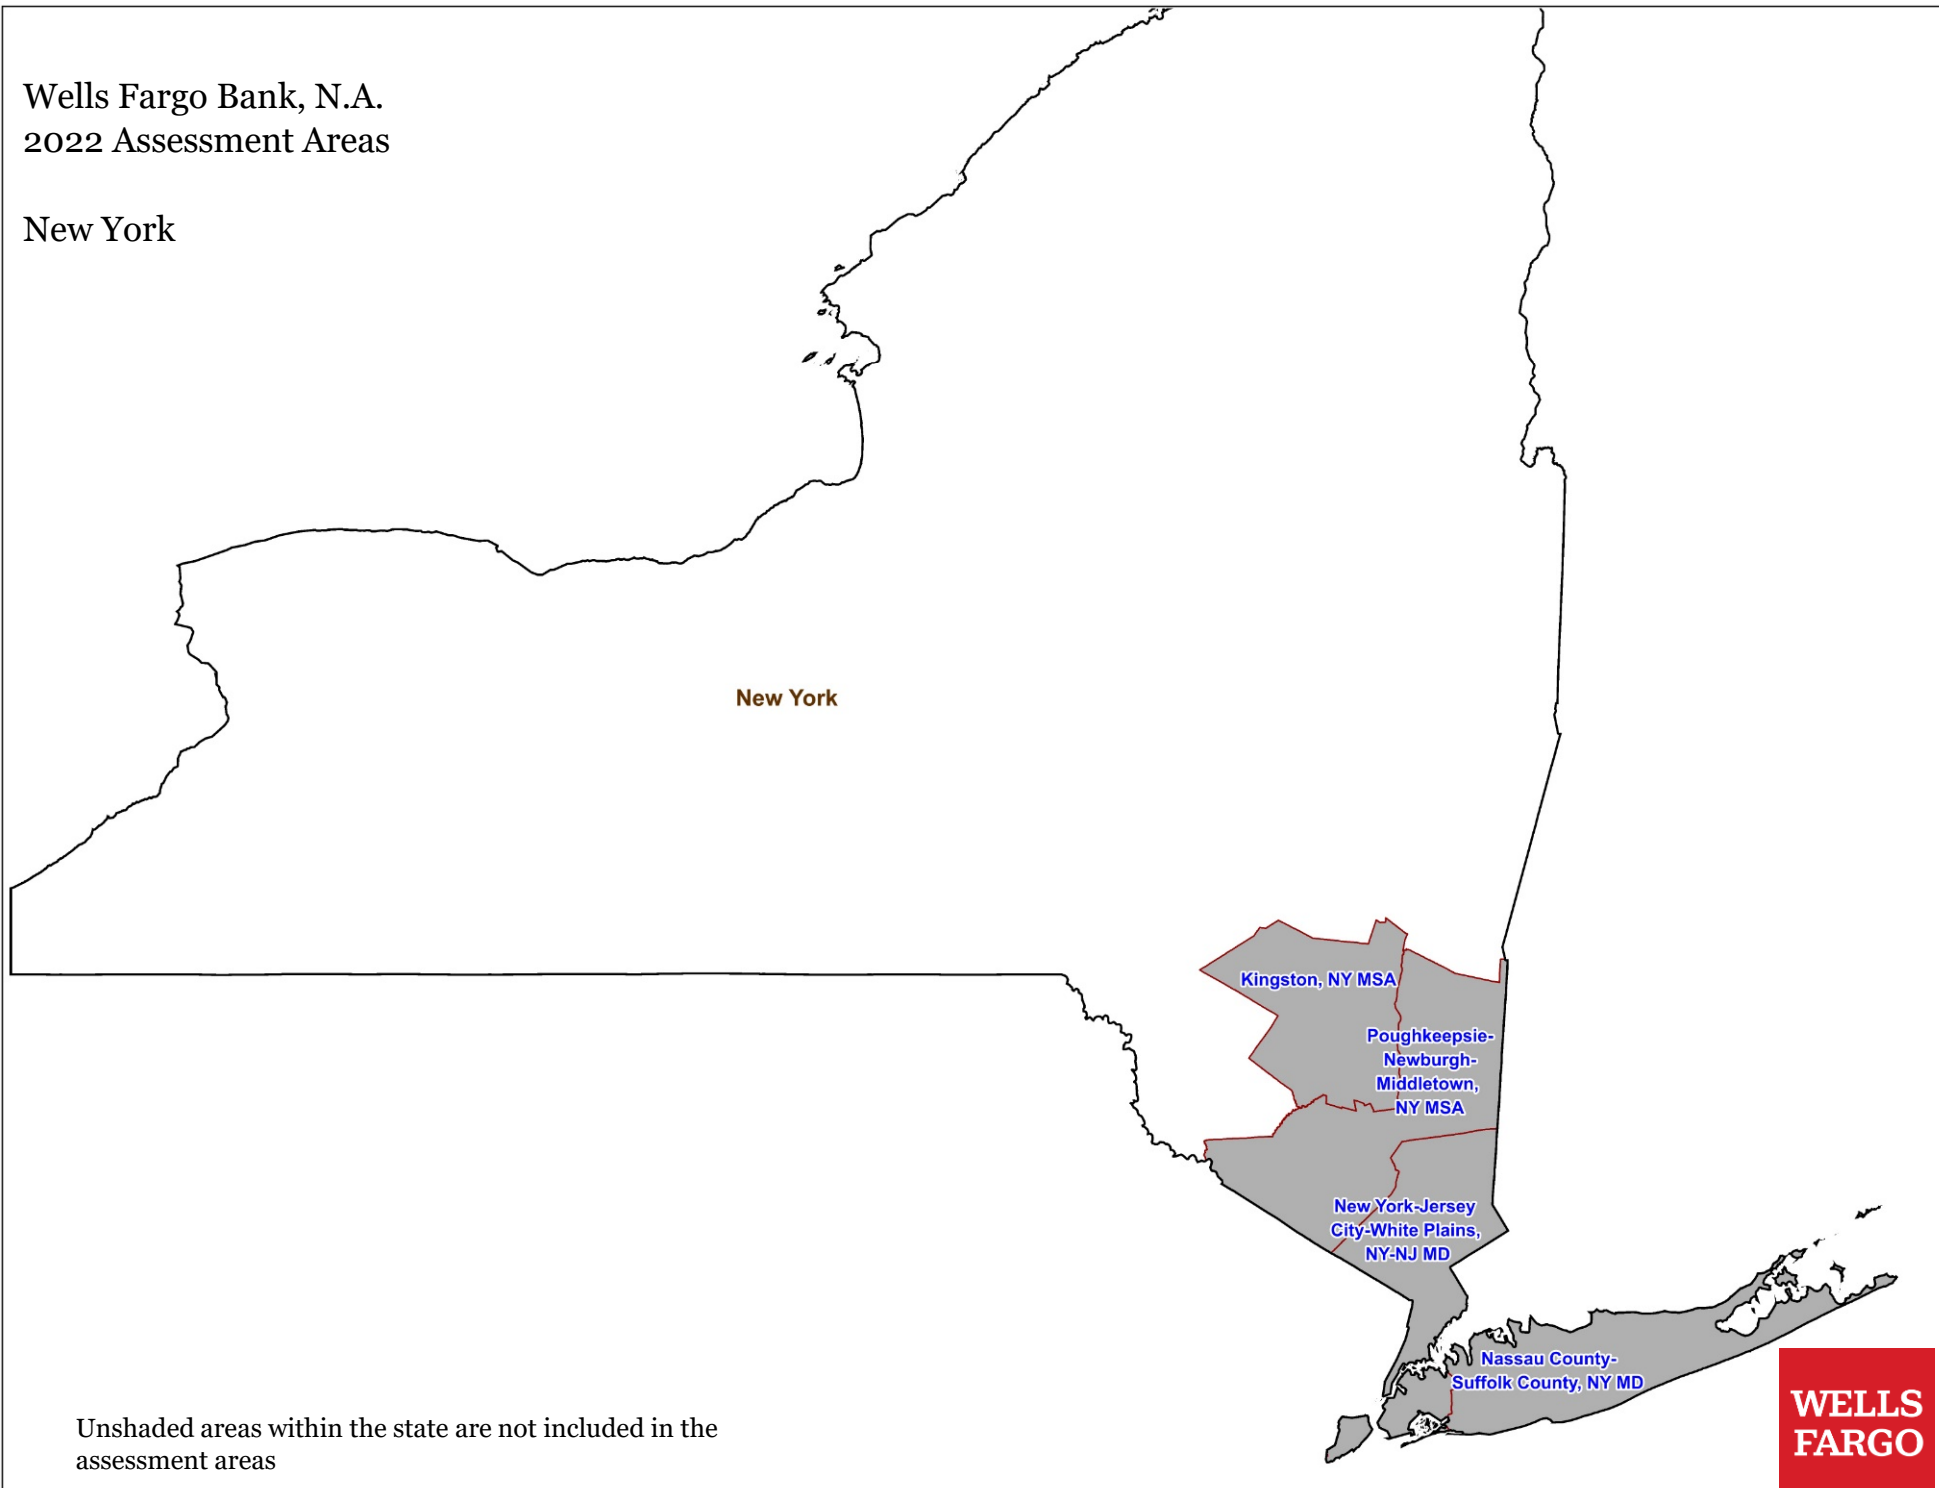 Wells Fargo Bank, N.A.
2022 Assessment Areas
New York
New York
Kingston, NY MSA
Poughkeepsie-
Newburgh-
Middletown,
NY MSA
New York-Jersey
City-White Plains,
NY-NJ MD
Nassau County-
Suffolk County, NY MD
Unshaded areas within the state are not included in the
assessment areas
WELLS
FARGO